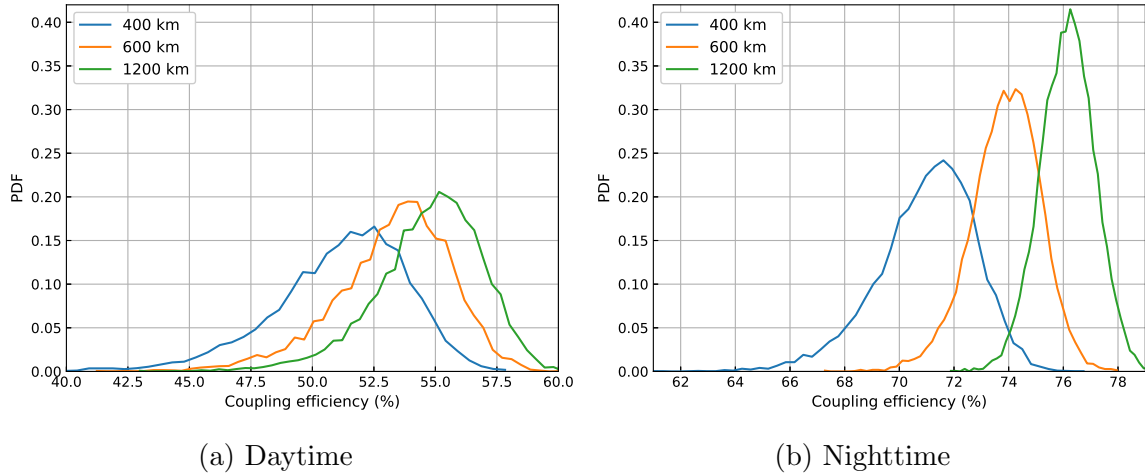 400 km
600 km
1200 km
0.40
0.35
0.30
0.25
0.20
0.15
0.10
0.05
0.00
PDF
40.0 42.5 45.0 47.5 50.0 52.5 55.0 57.5 60.0
Coupling efficiency (%)
(a) Daytime
400 km
600 km
1200 km
0.40
0.35
0.30
0.25
0.20
0.15
0.10
0.05
0.00
PDF
62 64 66 68 70 72 74 76 78
Coupling efficiency (%)
(b) Nighttime